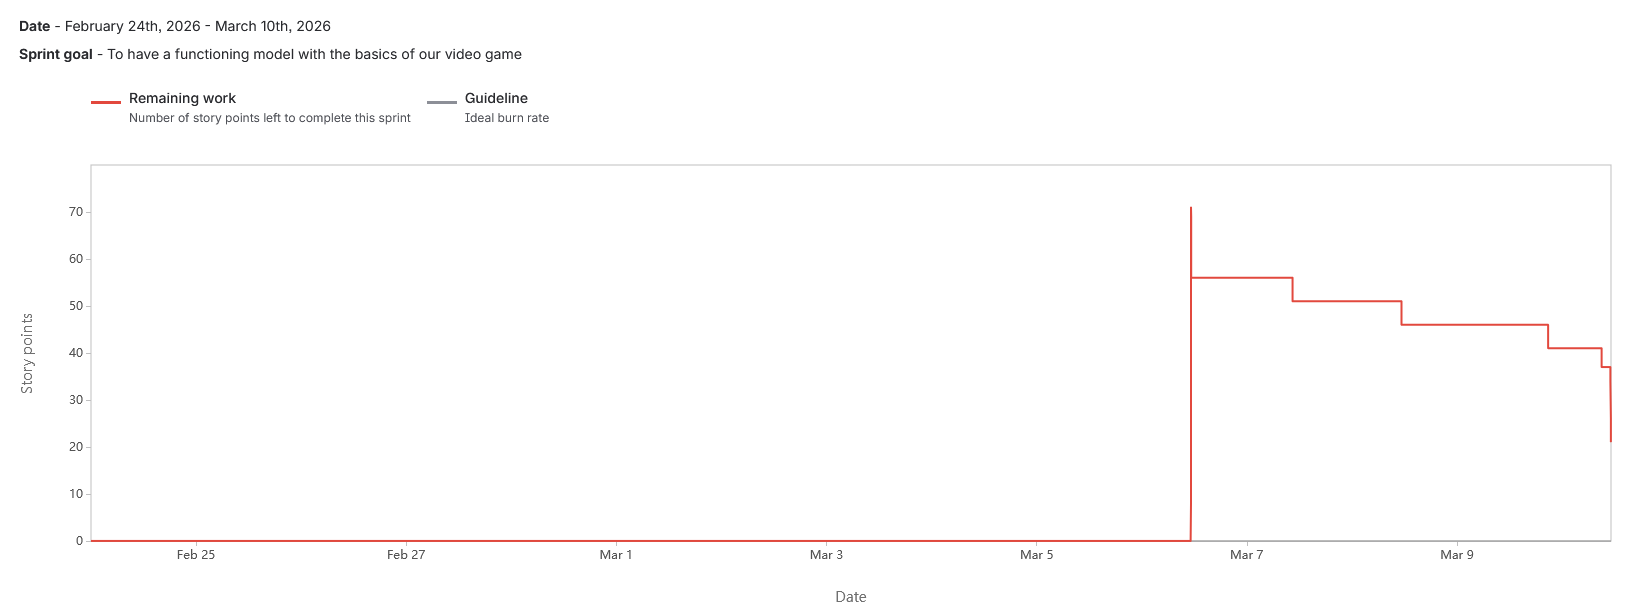 Date - February 24th, 2026 - March 10th, 2026
Sprint goal - To have a functioning model with the basics of our video game
Remaining work
Number of story points left to complete this sprint
Guideline
Ideal burn rate
Story points
70
60
50
40
30
20
10
0
Feb 25
Feb 27
Mar 1
Mar 3
Mar 5
Mar 7
Mar 9
Date